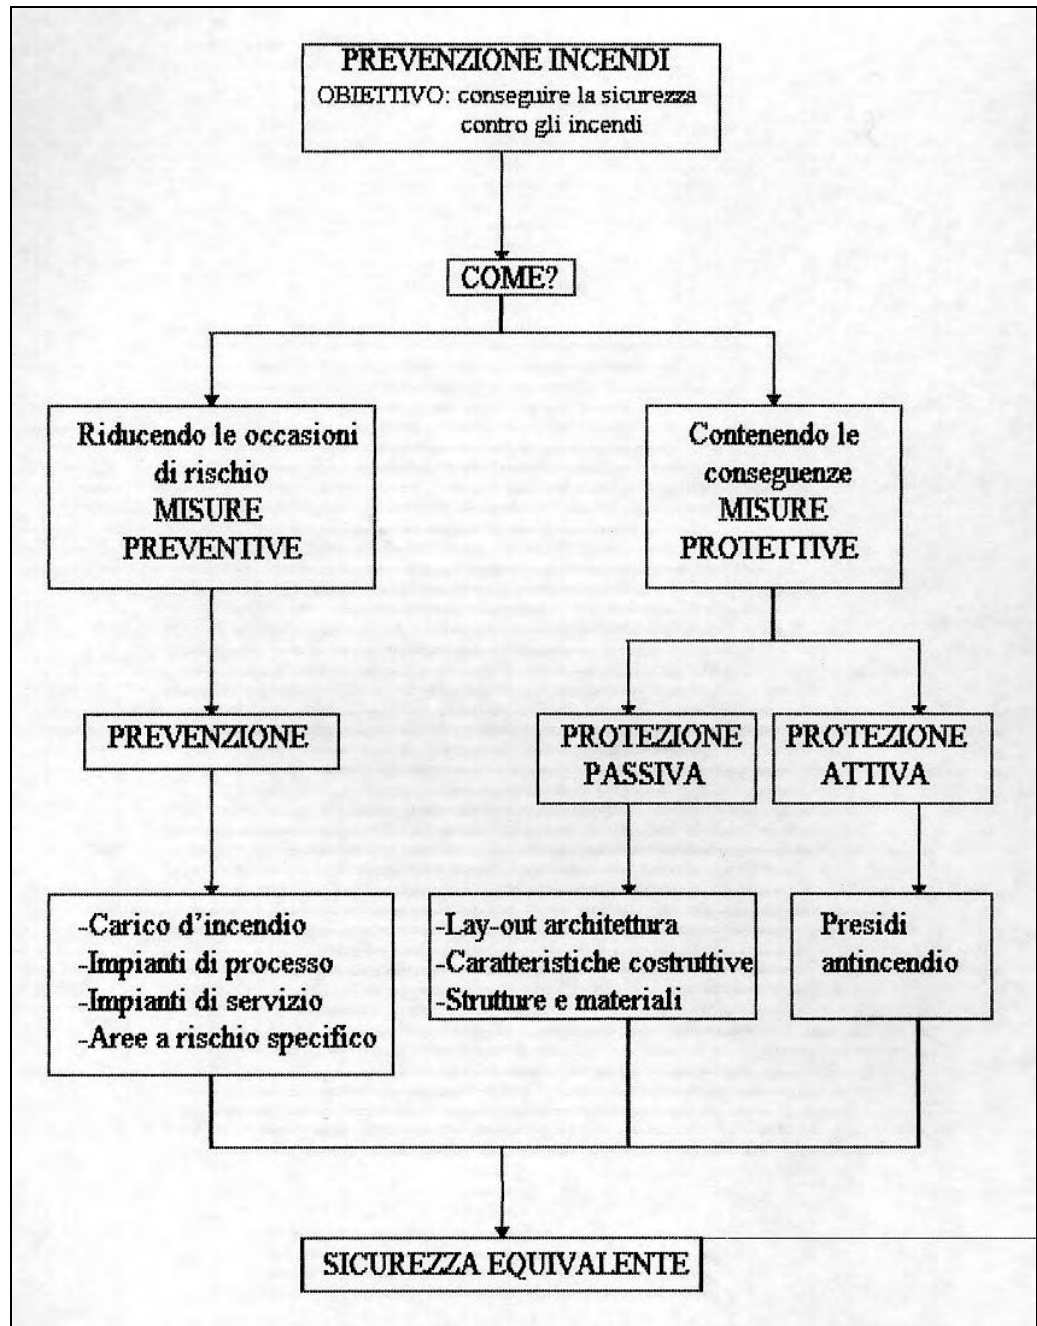 PREVENZIONE INCENDI
OBIETTIVO: conseguire la sicurezza
contro gli incendi
COME?
Riducendo le occasioni
di rischio
MISURE
PREVENTIVE
Contenendo le
conseguenze
MISURE
PROTETTIVE
PREVENZIONE
PROTEZIONE
PASSIVA
PROTEZIONE
ATTIVA
-Carico d'incendio
-Impianti di processo
-Impianti di servizio
-Aree a rischio specifico
-Lay-out architettura
-Caratteristiche costruttive
-Strutture e materiali
Presidi
antincendio
SICUREZZA EQUIVALENTE